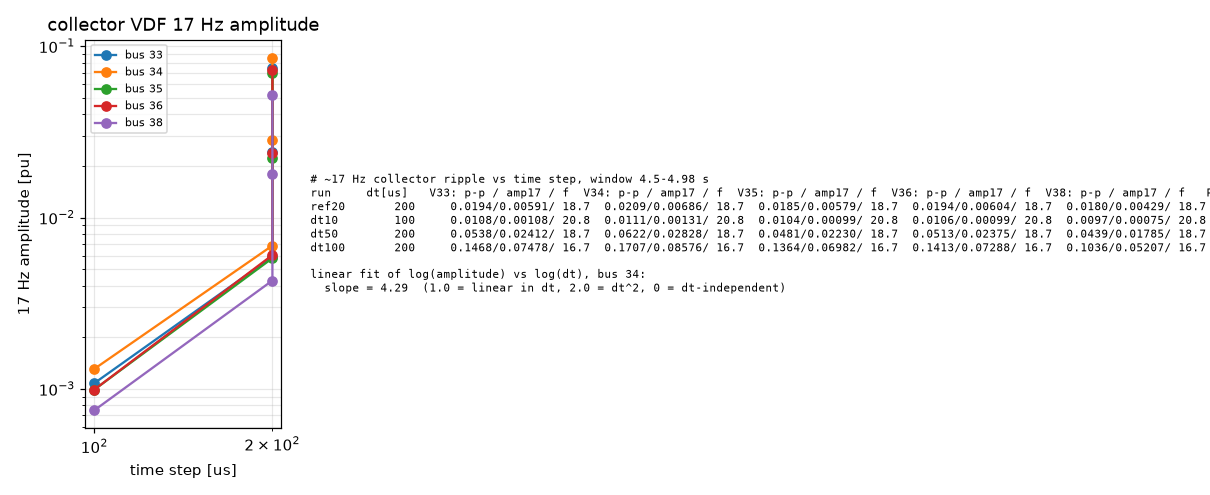 collector VDF 17 Hz amplitude
10⁻¹
10⁻²
10⁻³
17 Hz amplitude [pu]
bus 33
bus 34
bus 35
bus 36
bus 38
10²
2 × 10²
time step [us]
# ~17 Hz collector ripple vs time step, window 4.5-4.98 s
run dt[us] V33: p-p / amp17 / f V34: p-p / amp17 / f V35: p-p / amp17 / f V36: p-p / amp17 / f V38: p-p / amp17 / f
ref20 200 0.0194/0.00591/ 18.7 0.0209/0.00686/ 18.7 0.0185/0.00579/ 18.7 0.0194/0.00604/ 18.7 0.0180/0.00429/ 18.7
dt10 100 0.0108/0.00108/ 20.8 0.0111/0.00131/ 20.8 0.0104/0.00099/ 20.8 0.0106/0.00099/ 20.8 0.0097/0.00075/ 20.8
dt50 200 0.0538/0.02412/ 18.7 0.0622/0.02828/ 18.7 0.0481/0.02230/ 18.7 0.0513/0.02375/ 18.7 0.0439/0.01785/ 18.7
dt100 200 0.1468/0.07478/ 16.7 0.1707/0.08576/ 16.7 0.1364/0.06982/ 16.7 0.1413/0.07288/ 16.7 0.1036/0.05207/ 16.7
linear fit of log(amplitude) vs log(dt), bus 34:
slope = 4.29 (1.0 = linear in dt, 2.0 = dt^2, 0 = dt-independent)